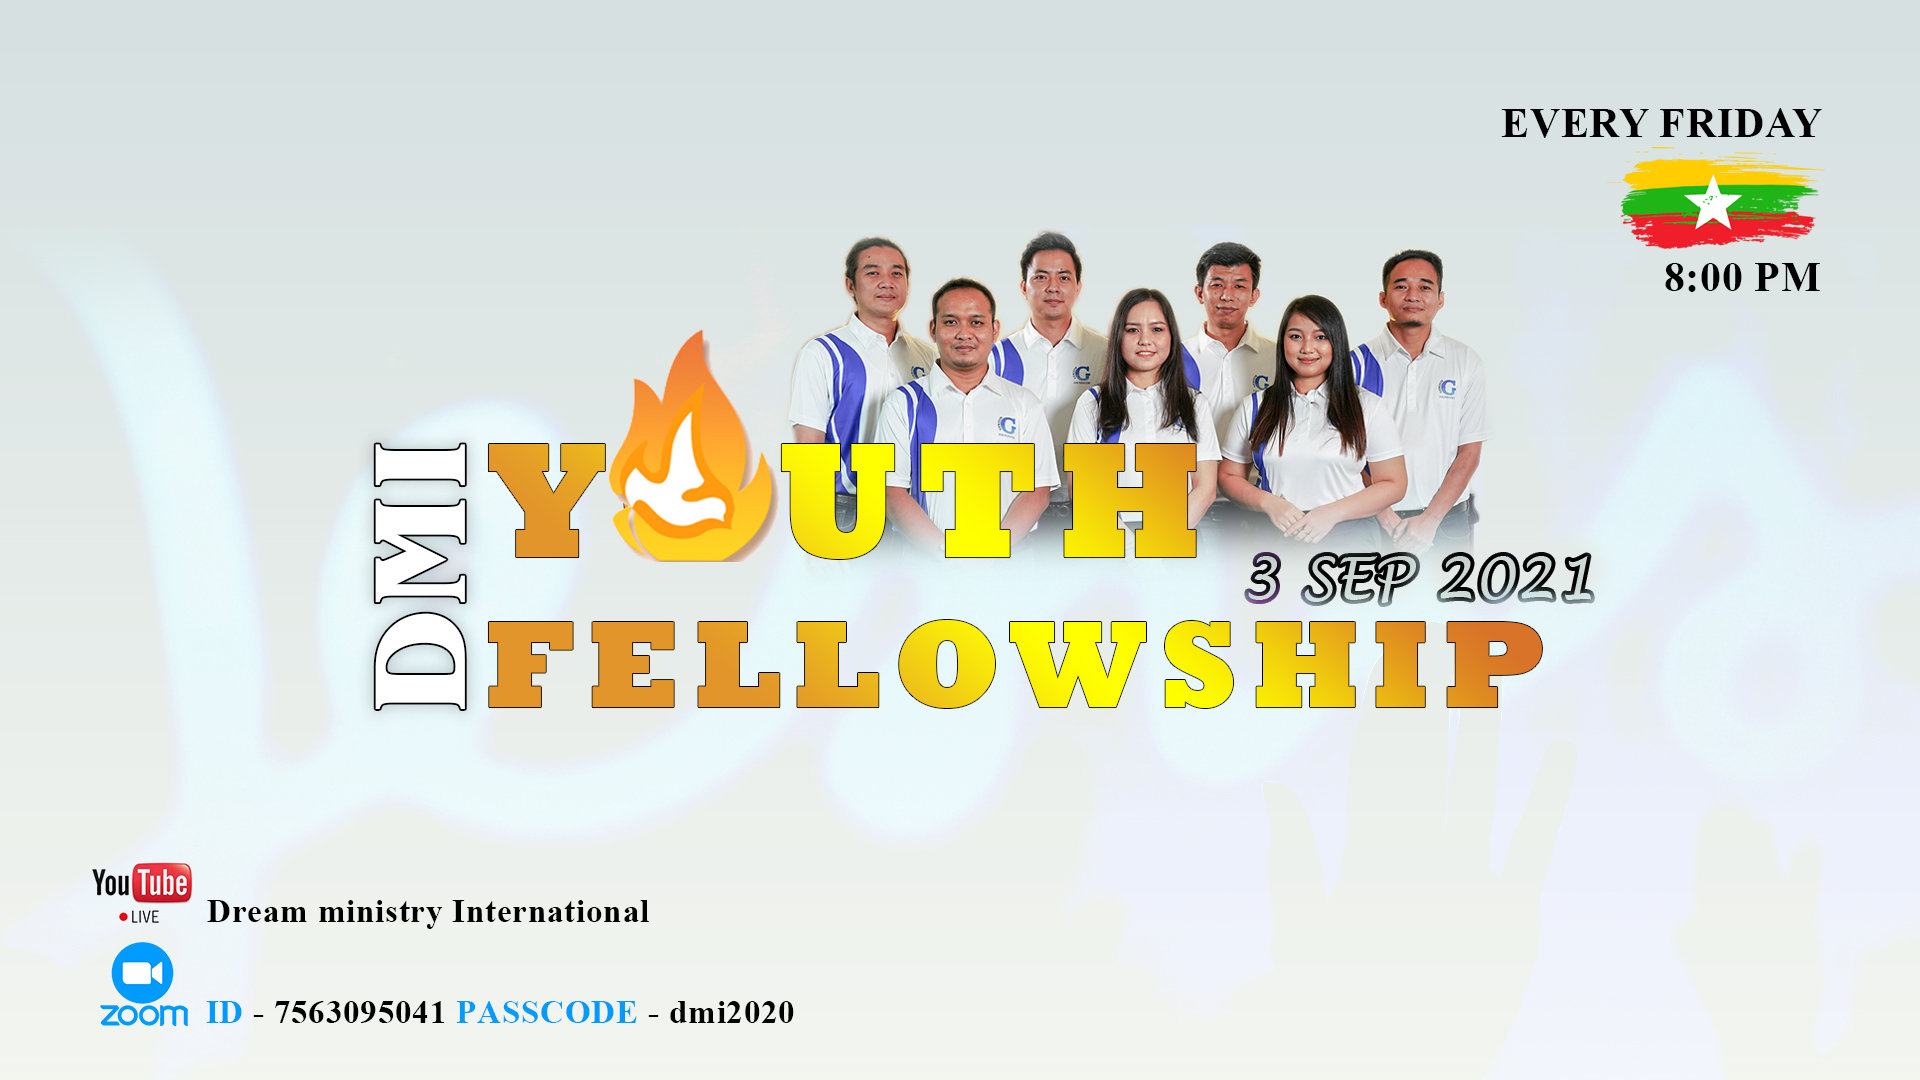 EVERY FRIDAY
8:00 PM
DMII
YOUTH
3 SEP 2021
FELLOWSHIP
YouTube
LIVE
Dream ministry International
zoom
ID - 7563095041 PASSCODE - dmi2020
G
G
G
G
G